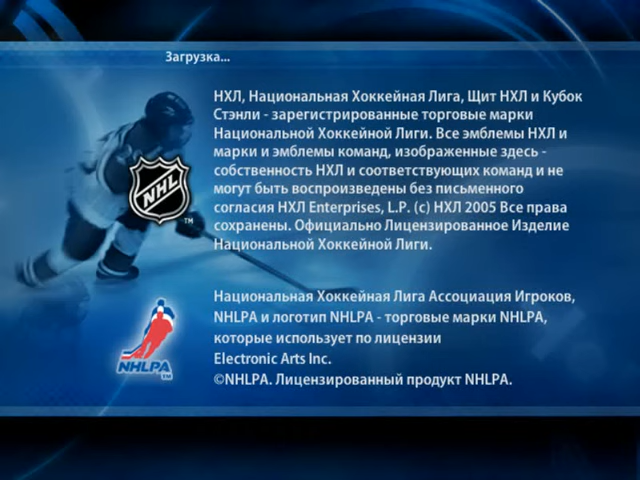 Загрузка...
НХЛ, Национальная Хоккейная Лига, Щит НХЛ и Кубок
Стэнли - зарегистрированные торговые марки
Национальной Хоккейной Лиги. Все эмблемы НХЛ и
марки и эмблемы команд, изображенные здесь -
собственность НХЛ и соответствующих команд и не
могут быть воспроизведены без письменного
согласия НХЛ Enterprises, L.P. (c) НХЛ 2005 Все права
сохранены. Официально Лицензированное Изделие
Национальной Хоккейной Лиги.
NHL
TM
Национальная Хоккейная Лига Ассоциация Игроков,
NHLPA и логотип NHLPA - торговые марки NHLPA,
которые использует по лицензии
Electronic Arts Inc.
©NHLPA. Лицензированный продукт NHLPA.
NHLPA
TM